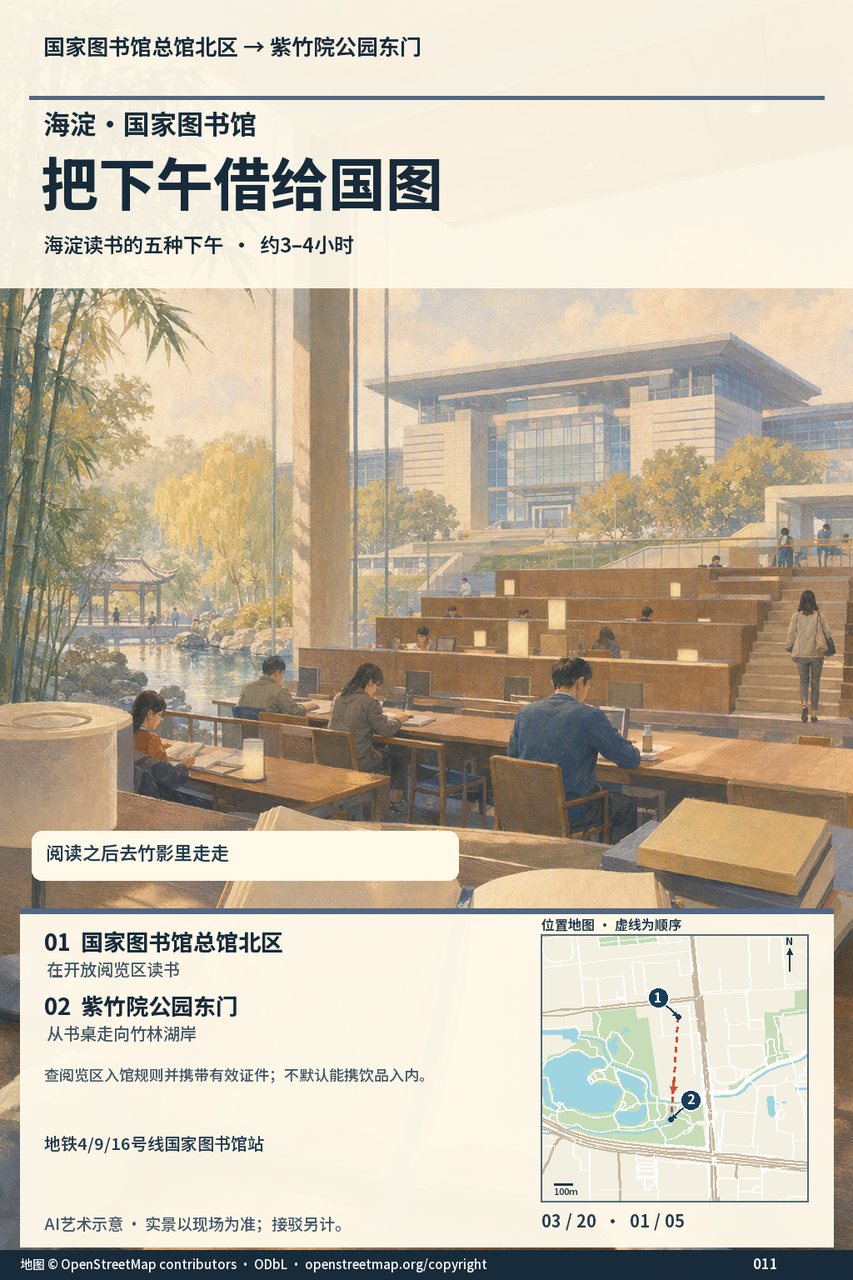 国家图书馆总馆北区 → 紫竹院公园东门
海淀·国家图书馆
把下午借给国图
海淀读书的五种下午 · 约3–4小时
阅读之后去竹影里走走
01 国家图书馆总馆北区
在开放阅览区读书
02 紫竹院公园东门
从书桌走向竹林湖岸
查阅览区入馆规则并携带有效证件；不默认能携饮品入内。
地铁4/9/16号线国家图书馆站
AI艺术示意 · 实景以现场为准；接驳另计。
位置地图 · 虚线为顺序
N
1
2
100m
03 / 20 · 01 / 05
地图 © OpenStreetMap contributors · ODbL · openstreetmap.org/copyright
011